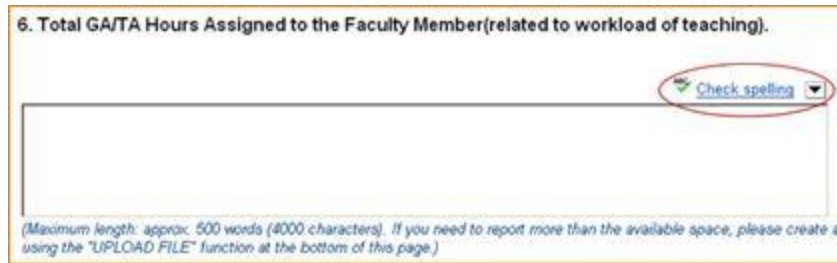 6. Total GA/TA Hours Assigned to the Faculty Member(related to workload of teaching).
Check spelling
(Maximum length: approx. 500 words (4000 characters). If you need to report more than the available space, please create a
using the "UPLOAD FILE" function at the bottom of this page.)